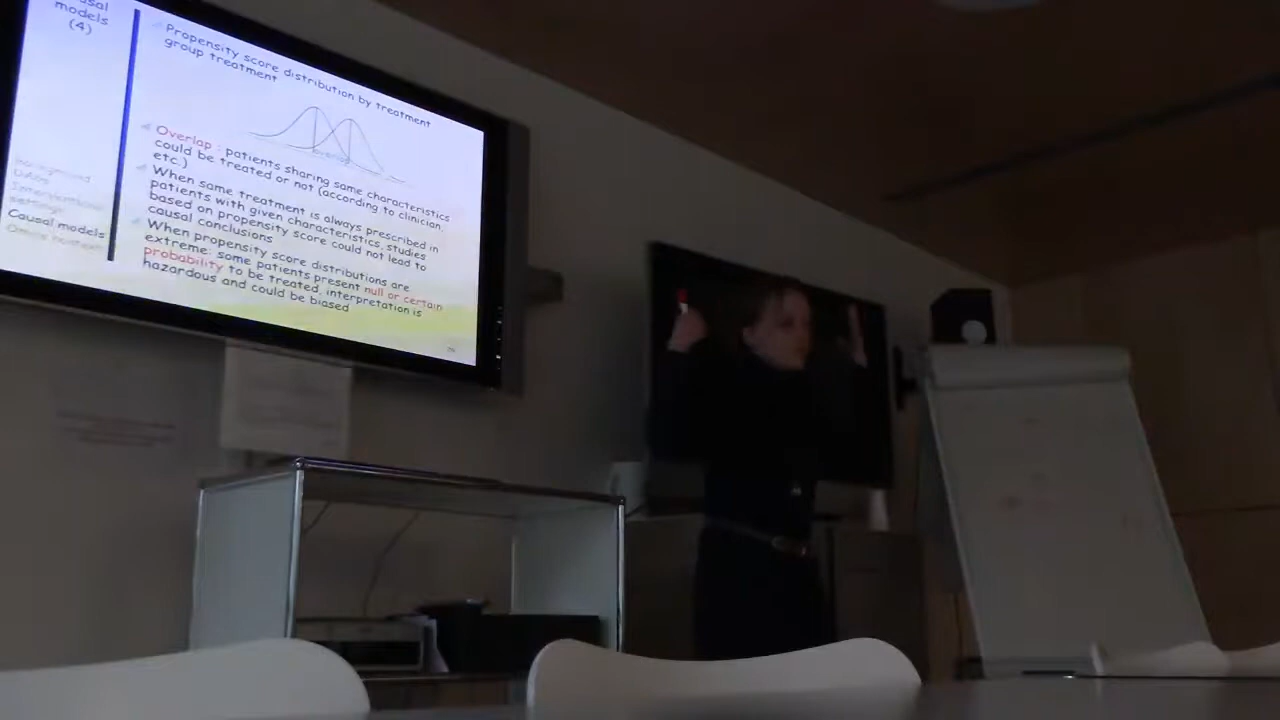 models
(4)
Propensity score distribution by treatment
group treatment
overlap
Overlap : patients sharing same characteristics
could be treated or not (according to clinician,
etc.)
When same treatment is always prescribed in
patients with given characteristics, studies
based on propensity score could not lead to
causal conclusions
When propensity score distributions are
extreme: some patients present null or certain
probability to be treated, interpretation is
hazardous and could be biased
Background
DAGs
Causal models